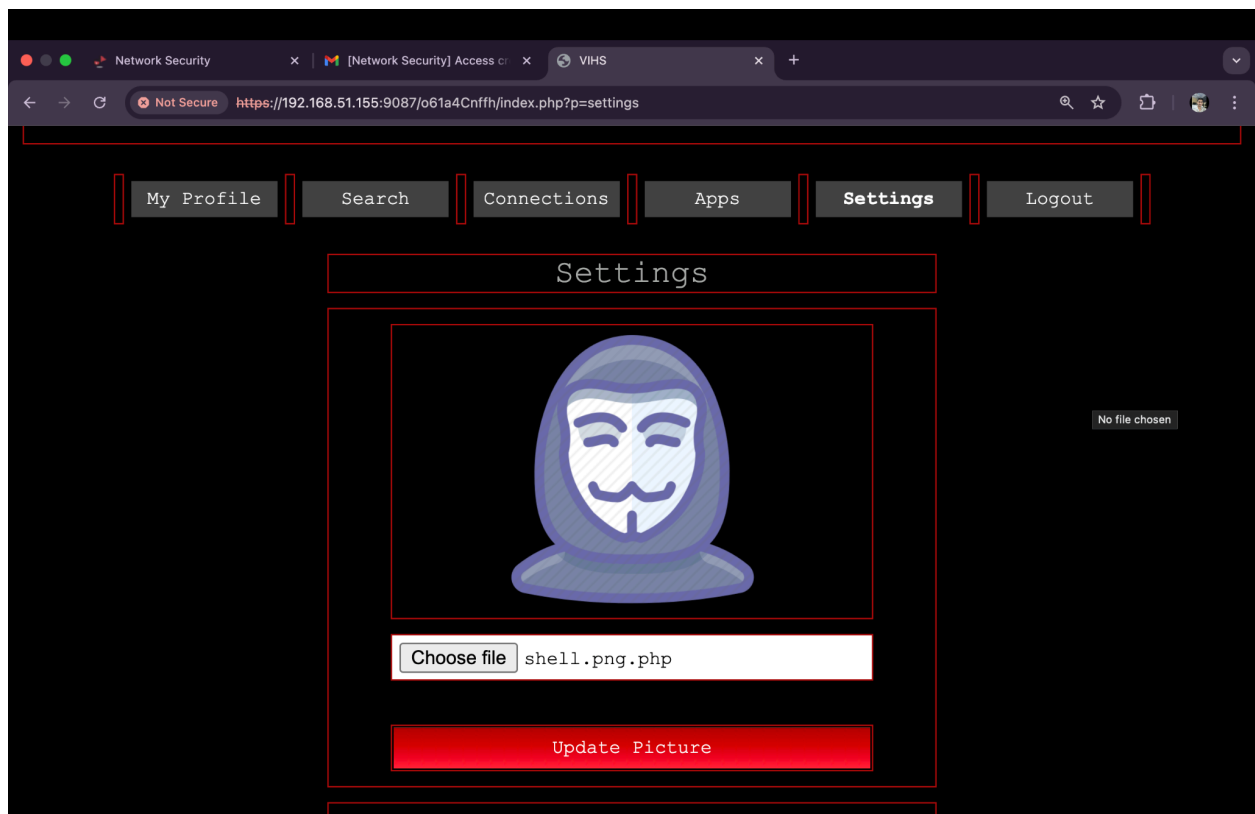 Network Security
[Network Security] Access cr
VIHS
Not Secure https://192.168.51.155:9087/o61a4Cnffh/index.php?p=settings
My Profile Search Connections Apps Settings Logout
Settings
No file chosen
Choose file shell.png.php
Update Picture